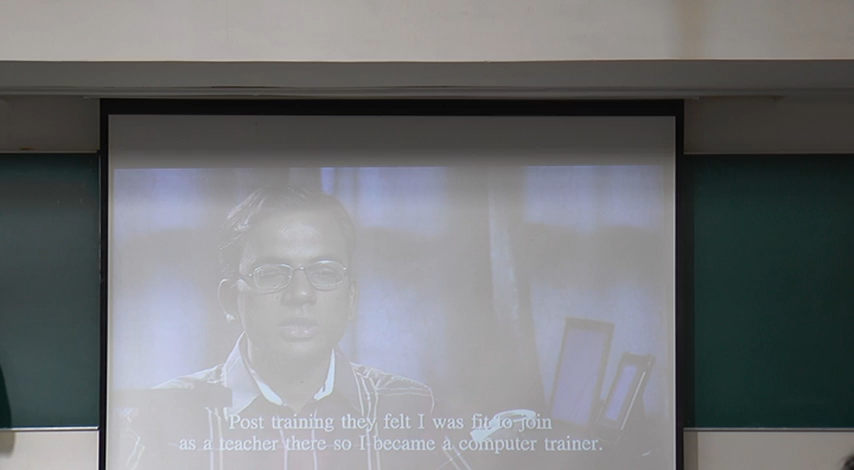 Post training they felt I was fit to join
as a teacher there so I became a computer trainer.